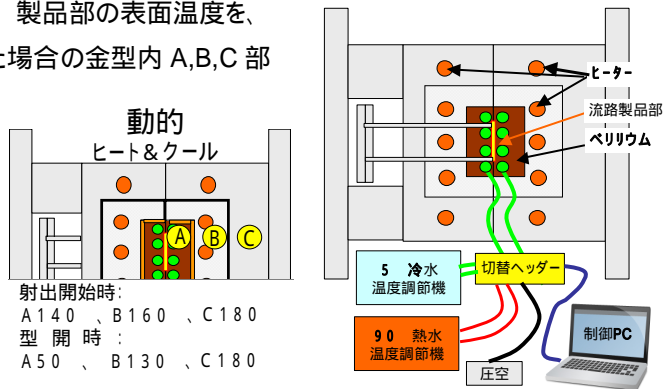 製品部の表面温度を、
た場合の金型内 A,B,C 部
動的
ヒート＆クール
A
B
C
射出開始時:
A140 、B160 、C180
型 開 時 :
A50 、 B130 、C180
ヒーター
流路製品部
ベリリウム
5 冷水
温度調節機
切替ヘッダー
90 熱水
温度調節機
圧空
制御PC